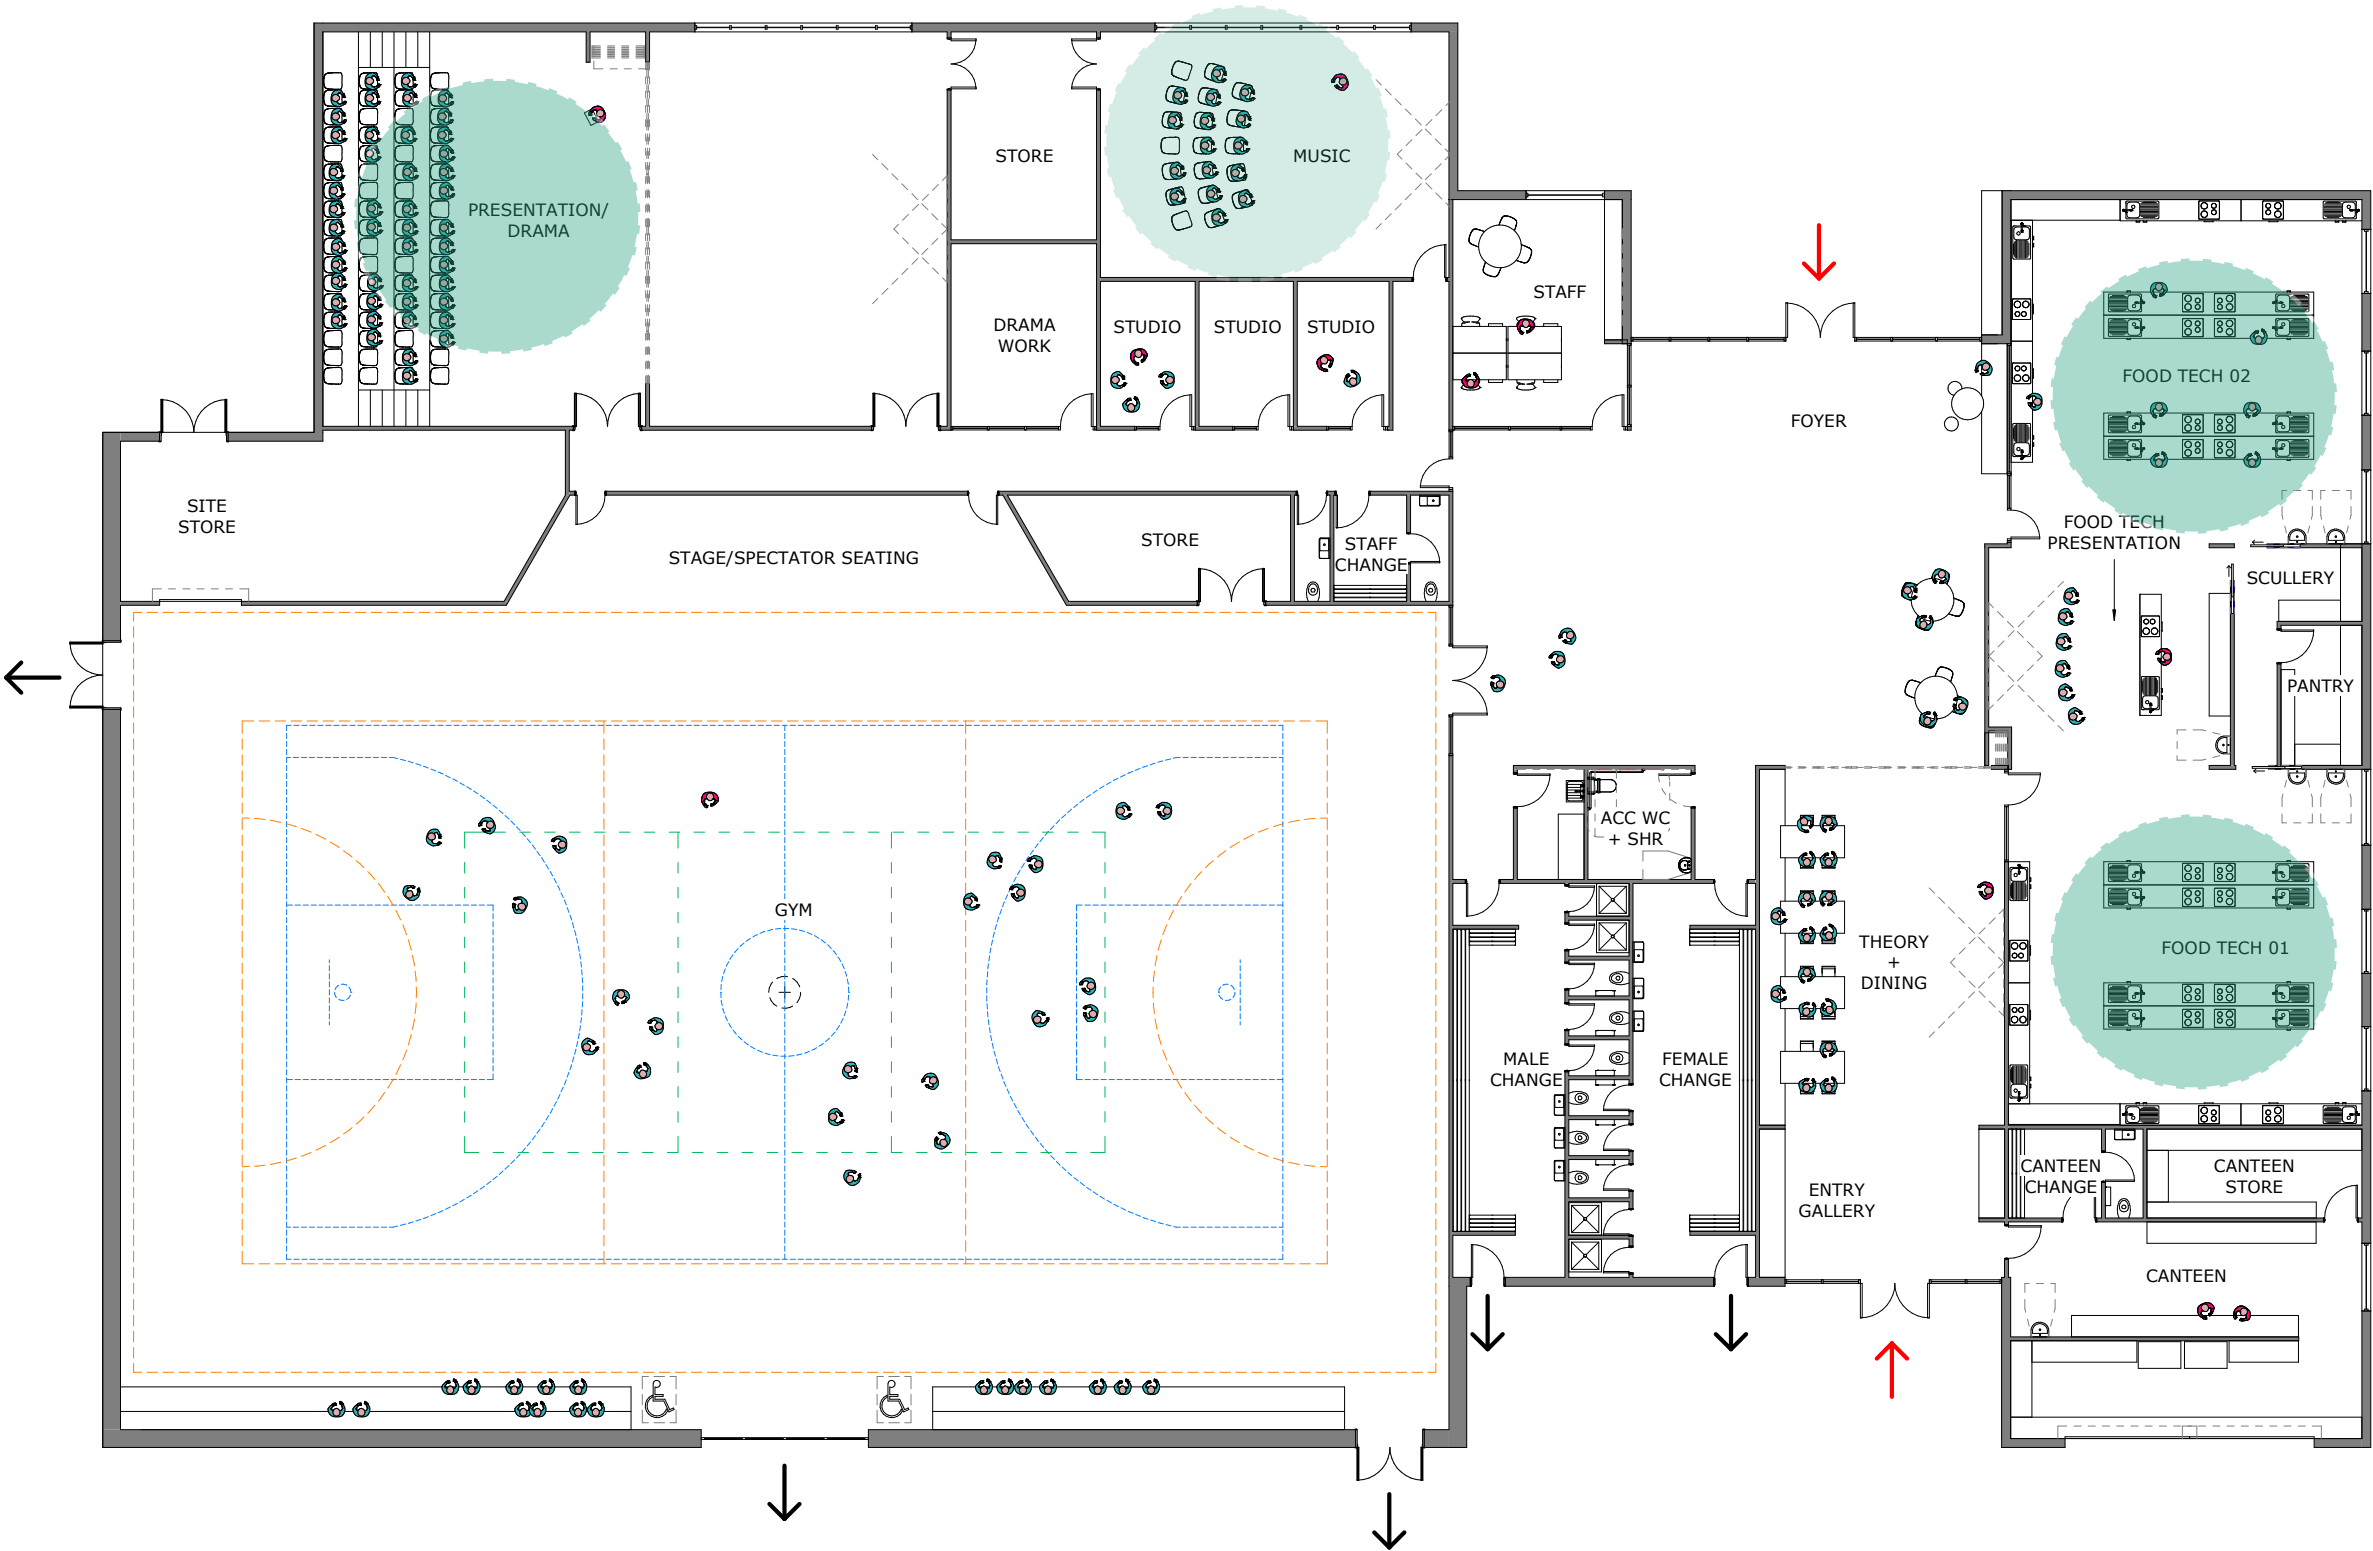 STORE
MUSIC
PRESENTATION/
DRAMA
STAFF
DRAMA
WORK
STUDIO
STUDIO
STUDIO
FOOD TECH 02
FOYER
SITE
STORE
STAGE/SPECTATOR SEATING
STORE
STAFF
CHANGE
FOOD TECH
PRESENTATION
SCULLERY
PANTRY
ACC WC
+ SHR
GYM
THEORY
+
DINING
FOOD TECH 01
MALE
CHANGE
FEMALE
CHANGE
ENTRY
GALLERY
CANTEEN
CHANGE
CANTEEN
STORE
CANTEEN